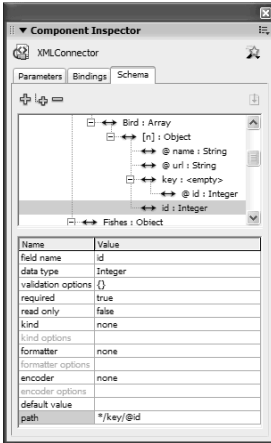 Component Inspector
XMLConnector
Parameters Bindings Schema
Bird : Array
[n] : Object
@ name : String
@ url : String
key : <empty>
@ id : Integer
id : Integer
Fishes : Object
Name Value
field name id
data type Integer
validation options {}
required true
read only false
kind none
kind options
formatter none
formatter options
encoder none
encoder options
default value
path */key/@id